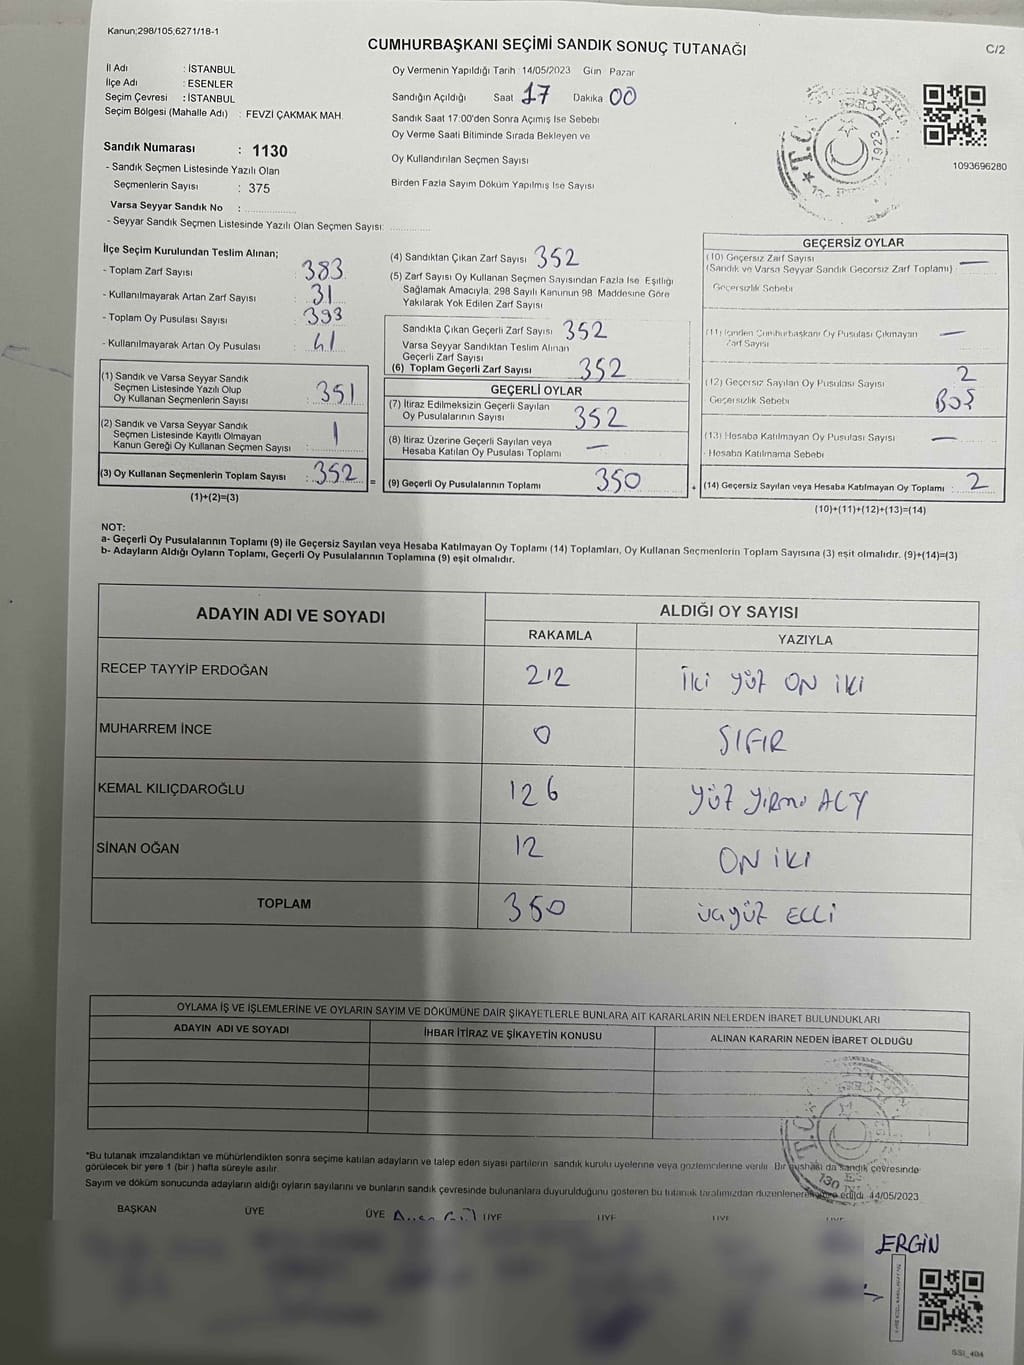 Kanun;298/105,6271/18-1
CUMHURBAŞKANI SEÇİMİ SANDIK SONUÇ TUTANAĞI
C/2
İl Adı : İSTANBUL
İlçe Adı : ESENLER
Seçim Çevresi : İSTANBUL
Seçim Bölgesi (Mahalle Adı) : FEVZİ ÇAKMAK MAH.
Sandık Numarası : 1130
- Sandık Seçmen Listesinde Yazılı Olan
Seçmenlerin Sayısı : 375
Varsa Seyyar Sandık No :
- Seyyar Sandık Seçmen Listesinde Yazılı Olan Seçmen Sayısı:
Oy Vermenin Yapıldığı Tarih 14/05/2023 Gün Pazar
Sandığın Açıldığı Saat 17 Dakika 00
Sandık Saat 17:00'den Sonra Açımış İse Sebebi
Oy Verme Saati Bitiminde Sırada Bekleyen ve
Oy Kullandırılan Seçmen Sayısı
Birden Fazla Sayım Döküm Yapılmış İse Sayısı
T.C.
1923
1093696280
İlçe Seçim Kurulundan Teslim Alınan;
- Toplam Zarf Sayısı : 383
- Kullanılmayarak Artan Zarf Sayısı : 31
- Toplam Oy Pusulası Sayısı : 393
- Kullanılmayarak Artan Oy Pusulası : 41
(1) Sandık ve Varsa Seyyar Sandık
Seçmen Listesinde Yazılı Olup
Oy Kullanan Seçmenlerin Sayısı : 351
(2) Sandık ve Varsa Seyyar Sandık
Seçmen Listesinde Kayıtlı Olmayan
Kanun Gereği Oy Kullanan Seçmen Sayısı : 1
(3) Oy Kullanan Seçmenlerin Toplam Sayısı : 352
(1)+(2)=(3)
=
(4) Sandıktan Çıkan Zarf Sayısı 352
(5) Zarf Sayısı Oy Kullanan Seçmen Sayısından Fazla İse, Eşitliği
Sağlamak Amacıyla, 298 Sayılı Kanunun 98. Maddesine Göre
Yakılarak Yok Edilen Zarf Sayısı
Sandıkta Çıkan Geçerli Zarf Sayısı 352
Varsa Seyyar Sandıktan Teslim Alınan
Geçerli Zarf Sayısı
(6) Toplam Geçerli Zarf Sayısı 352
GEÇERLİ OYLAR
(7) İtiraz Edilmeksizin Geçerli Sayılan
Oy Pusulalarının Sayısı 352
(8) İtiraz Üzerine Geçerli Sayılan veya
Hesaba Katılan Oy Pusulası Toplamı —
(9) Geçerli Oy Pusulalarının Toplamı 350
+
GEÇERSİZ OYLAR
(10) Geçersiz Zarf Sayısı
(Sandık ve Varsa Seyyar Sandık Geçersiz Zarf Toplamı) —
Geçersizlik Sebebi
(11) İçinden Cumhurbaşkanı Oy Pusulası Çıkmayan
Zarf Sayısı —
(12) Geçersiz Sayılan Oy Pusulası Sayısı 2
Geçersizlik Sebebi BOŞ
(13) Hesaba Katılmayan Oy Pusulası Sayısı —
- Hesaba Katılmama Sebebi
(14) Geçersiz Sayılan veya Hesaba Katılmayan Oy Toplamı : 2
(10)+(11)+(12)+(13)=(14)
NOT:
a- Geçerli Oy Pusulalarının Toplamı (9) ile Geçersiz Sayılan veya Hesaba Katılmayan Oy Toplamı (14) Toplamları, Oy Kullanan Seçmenlerin Toplam Sayısına (3) eşit olmalıdır. (9)+(14)=(3)
b- Adayların Aldığı Oyların Toplamı, Geçerli Oy Pusulalarının Toplamına (9) eşit olmalıdır.
ADAYIN ADI VE SOYADI
ALDIĞI OY SAYISI
RAKAMLA YAZIYLA
RECEP TAYYİP ERDOĞAN 212 İki yüz ON iki
MUHARREM İNCE 0 SIFIR
KEMAL KILIÇDAROĞLU 126 yüz yirmi ALTY
SİNAN OĞAN 12 ON iKi
TOPLAM 350 üçyüz ELLi
OYLAMA İŞ VE İŞLEMLERİNE VE OYLARIN SAYIM VE DÖKÜMÜNE DAİR ŞİKAYETLERLE BUNLARA AİT KARARLARIN NELERDEN İBARET BULUNDUKLARI
ADAYIN ADI VE SOYADI İHBAR İTİRAZ VE ŞİKAYETİN KONUSU ALINAN KARARIN NEDEN İBARET OLDUĞU
T.C.
*Bu tutanak imzalandıktan ve mühürlendikten sonra seçime katılan adayların ve talep eden siyasi partilerin sandık kurulu üyelerine veya gözlemcilerine verilir. Bir nüshası da sandık çevresinde
görülecek bir yere 1 (bir) hafta süreyle asılır.
Sayım ve döküm sonucunda adayların aldığı oyların sayılarını ve bunların sandık çevresinde bulunanlara duyurulduğunu gösteren bu tutanak tarafımızdan düzenlenerek edildi. 14/05/2023
BAŞKAN ÜYE ÜYE ÜYE ÜYE ÜYE ÜYE
ERGİN